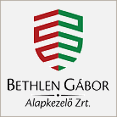 BETHLEN GÁBOR
Alapkezelő Zrt.